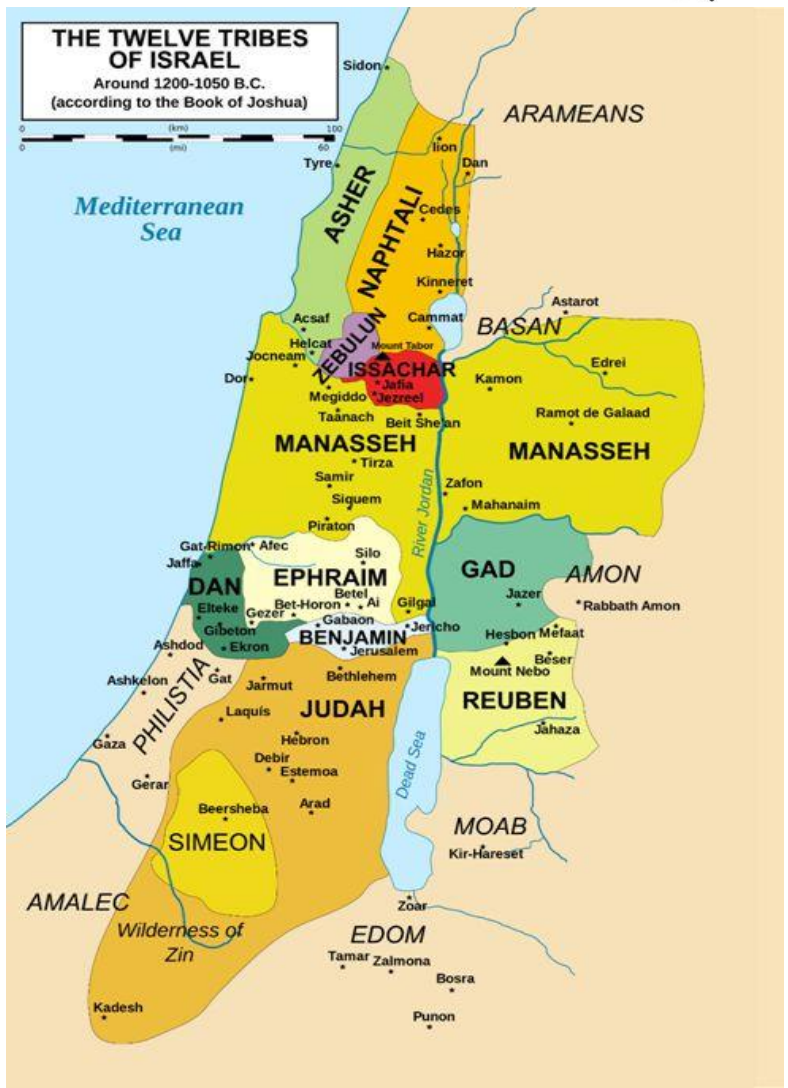 THE TWELVE TRIBES
OF ISRAEL
Around 1200-1050 B.C.
(according to the Book of Joshua)
0 (km) 100
0 (mi) 60
Sidon
ARAMEANS
Iion
Tyre
Dan
ASHER
NAPHTALI
Mediterranean
Sea
Cedes
Hazor
Kinneret
Astarot
Acsaf
Cammat
BASAN
Helcat
ZEBULUN
Mount Tabor
Jocneam
ISSACHAR
Edrei
Dor
Jafia
Kamon
Megiddo
Jezreel
Taanach
Beit She'an
Ramot de Galaad
MANASSEH
MANASSEH
Tirza
Samir
Zafon
Siquem
Mahanaim
River Jordan
Piraton
Gat-Rimon
Afec
Silo
Jaffa
DAN
EPHRAIM
GAD
AMON
Betel
Jazer
Elteke
Bet-Horon
Ai
Gilgal
Rabbath Amon
Gezer
Gabaon
Gibeton
BENJAMIN
Jericho
Mefaat
Hesbon
Ashdod
Ekron
Jerusalem
Beser
Gat
Bethlehem
Mount Nebo
Ashkelon
Jarmut
PHILISTIA
JUDAH
REUBEN
Laquís
Jahaza
Gaza
Hebron
Debir
Dead Sea
Gerar
Estemoa
Beersheba
Arad
MOAB
SIMEON
Kir-Hareset
AMALEC
Zoar
Wilderness of
Zin
EDOM
Tamar
Zalmona
Bosra
Kadesh
Punon